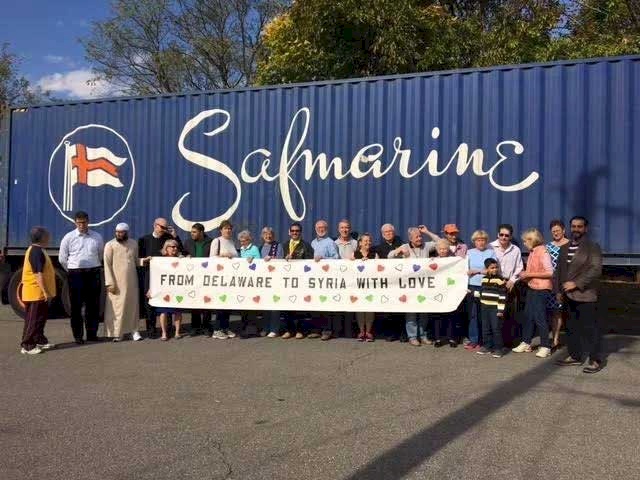 Safmarine
FROM DELAWARE TO SYRIA WITH LOVE